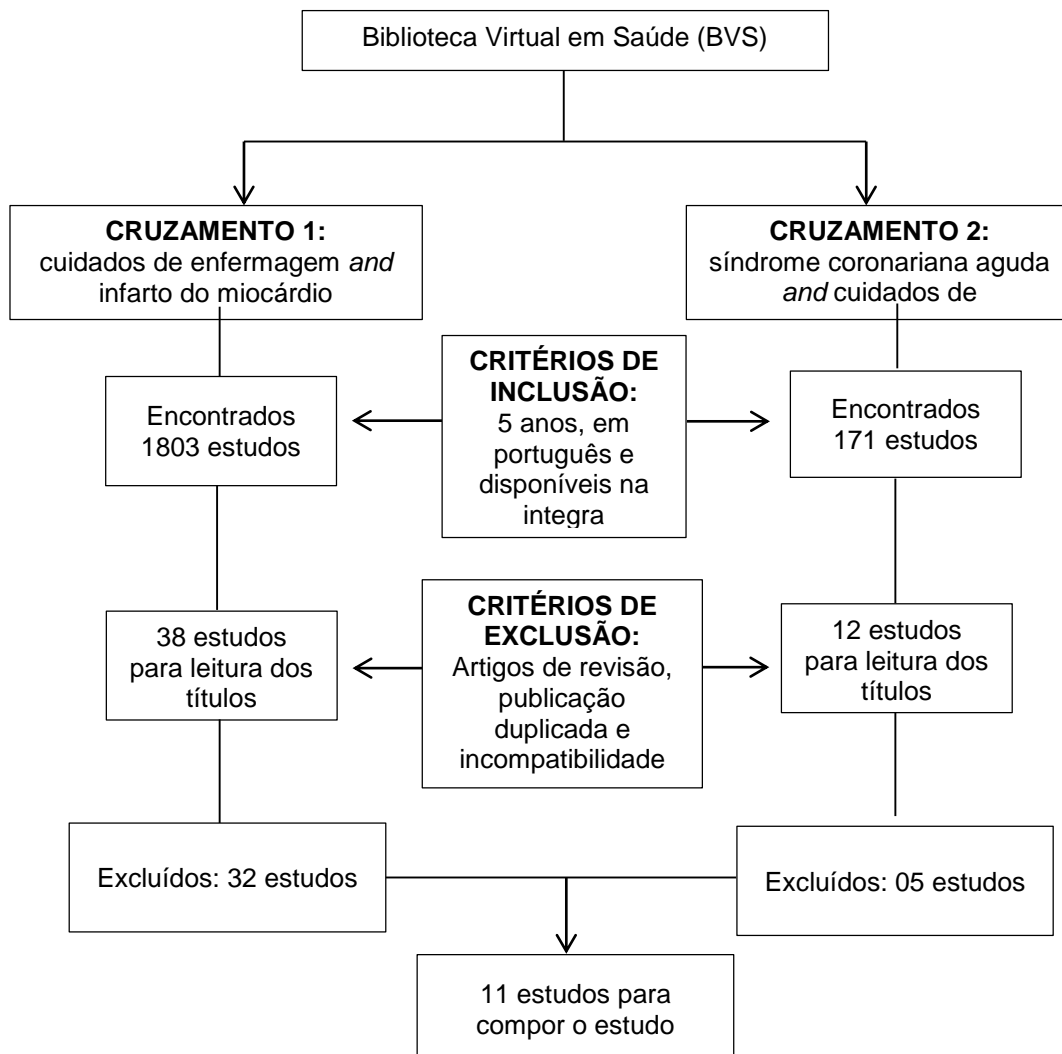 Biblioteca Virtual em Saúde (BVS)
CRUZAMENTO 1:
cuidados de enfermagem and
infarto do miocárdio
CRUZAMENTO 2:
síndrome coronariana aguda
and cuidados de
CRITÉRIOS DE
INCLUSÃO:
5 anos, em
português e
disponíveis na
integra
Encontrados
1803 estudos
Encontrados
171 estudos
CRITÉRIOS DE
EXCLUSÃO:
Artigos de revisão,
publicação
duplicada e
incompatibilidade
38 estudos
para leitura dos
títulos
12 estudos
para leitura dos
títulos
Excluídos: 32 estudos
Excluídos: 05 estudos
11 estudos para
compor o estudo